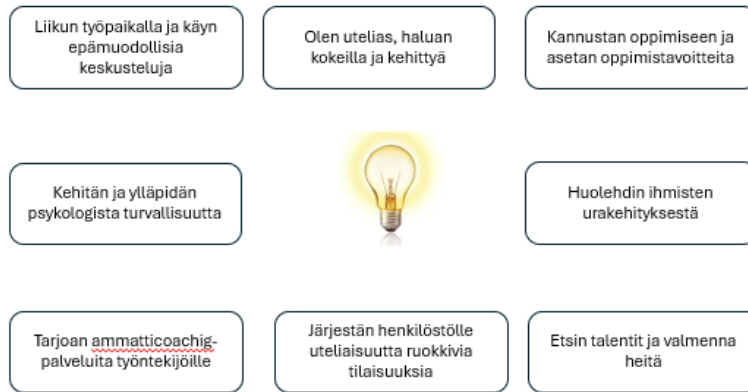 Liikun työpaikalla ja käyn
epämuodollisia
keskusteluja
Olen utelias, haluan
kokeilla ja kehittyä
Kannustan oppimiseen ja
asetan oppimistavoitteita
Kehitän ja ylläpidän
psykologista turvallisuutta
Huolehdin ihmisten
urakehityksestä
Tarjoan ammatticoachig-
palveluita työntekijöille
Järjestän henkilöstölle
uteliaisuutta ruokkivia
tilaisuuksia
Etsin talentit ja valmenna
heitä